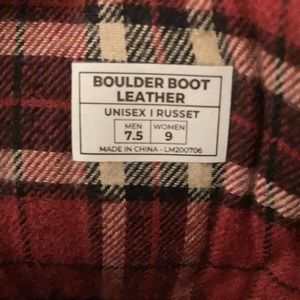 BOULDER BOOT
LEATHER
UNISEX | RUSSET
MEN WOMEN
7.5 9
MADE IN CHINA - LM200706